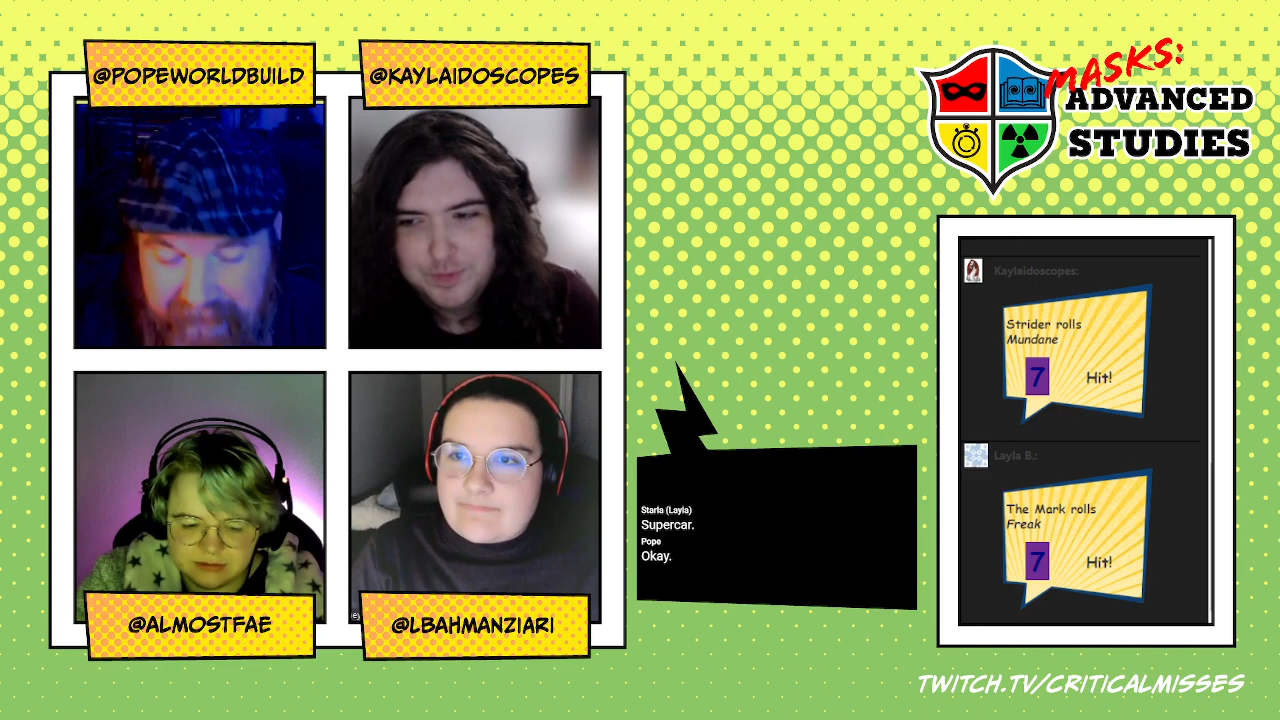 @POPEWORLDBUILD
@KAYLAIDOSCOPES
@ALMOSTFAE
@LBAHMANZIARI
Starla (Layla)
Supercar.
Pope
Okay.
MASKS:
ADVANCED
STUDIES
Kaylaidoscopes:
Strider rolls
Mundane
7
Hit!
Layla B.:
The Mark rolls
Freak
7
Hit!
TWITCH.TV/CRITICALMISSES